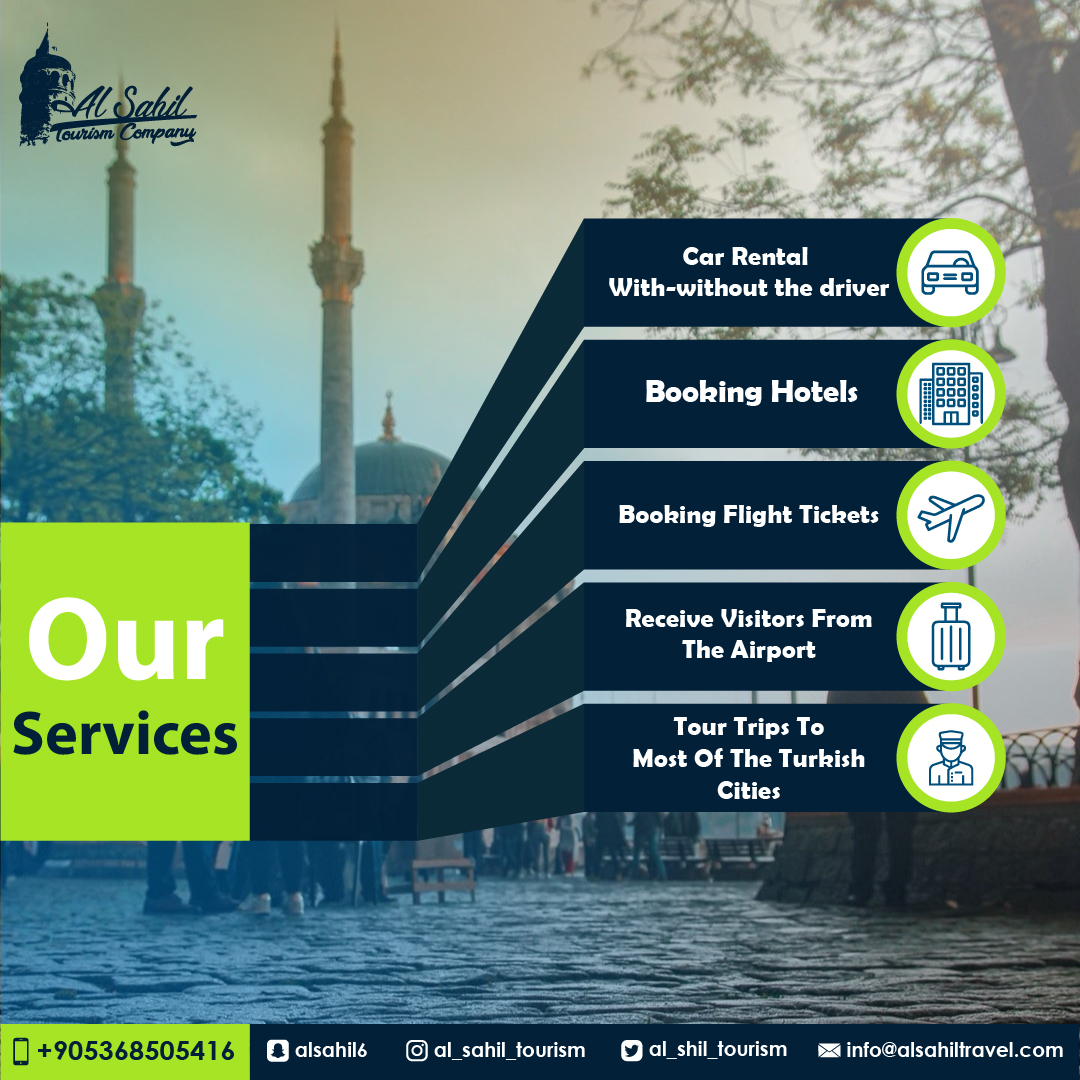 Al Sahil
Tourism Company
Car Rental
With-without the driver
Booking Hotels
Booking Flight Tickets
Receive Visitors From
The Airport
Tour Trips To
Most Of The Turkish
Cities
Our
Services
+905368505416
alsahil6
al_sahil_tourism
al_shil_tourism
info@alsahiltravel.com